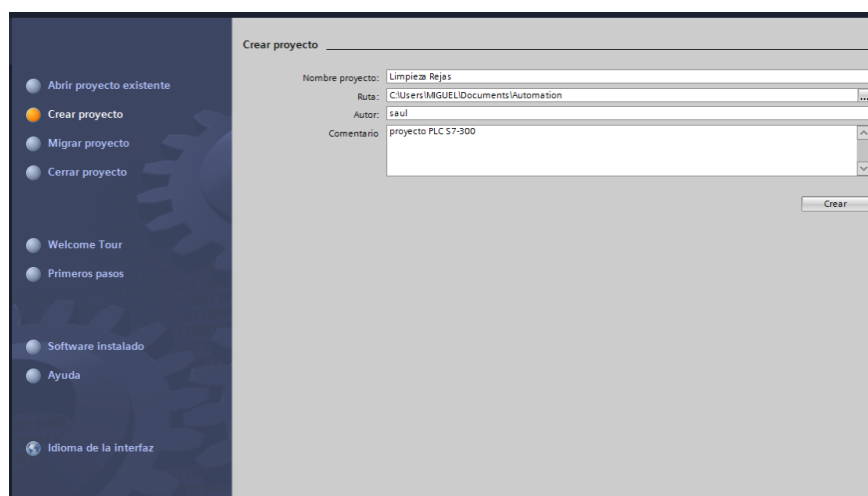 Abrir proyecto existente
Crear proyecto
Migrar proyecto
Cerrar proyecto
Welcome Tour
Primeros pasos
Software instalado
Ayuda
Idioma de la interfaz
Crear proyecto
Nombre proyecto: Limpieza Rejas
Ruta: C:\Users\MIGUEL\Documents\Automation
...
Autor: saul
Comentario proyecto PLC S7-300
Crear